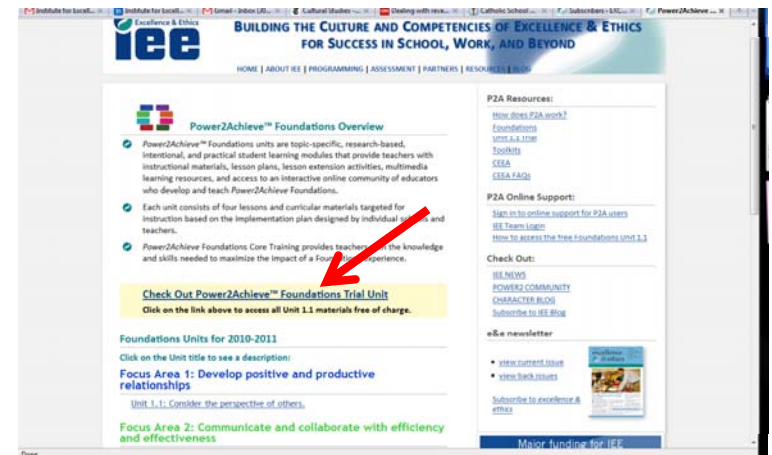 Institute for Excell...
Institute for Excell...
Gmail - Inbox
Cultural Studies -...
Dealing with
Catholic School ...
Subscribers - EXC...
Power2Achieve ...
Excellence & Ethics
iee
BUILDING THE CULTURE AND COMPETENCIES OF EXCELLENCE & ETHICS
FOR SUCCESS IN SCHOOL, WORK, AND BEYOND
HOME | ABOUT IEE | PROGRAMMING | ASSESSMENT | PARTNERS | RESOURCES | BLOG
Power2Achieve™ Foundations Overview
Power2Achieve™ Foundations units are topic-specific, research-based,
intentional, and practical student learning modules that provide teachers with
instructional materials, lesson plans, lesson extension activities, multimedia
learning resources, and access to an interactive online community of educators
who develop and teach Power2Achieve Foundations.
Each unit consists of four lessons and curricular materials targeted for
instruction based on the implementation plan designed by individual and
teachers.
Power2Achieve Foundations Core Training provides teachers the knowledge
and skills needed to maximize the impact of a experience.
Check Out Power2Achieve™ Foundations Trial Unit
Click on the link above to access all Unit 1.1 materials free of charge.
Foundations Units for 2010-2011
Click on the Unit title to see a description:
Focus Area 1: Develop positive and productive
relationships
Unit 1.1: Consider the perspective of others.
Focus Area 2: Communicate and collaborate with efficiency
and effectiveness
P2A Resources:
How does P2A work?
Foundations
Unit 1.1 Trial
Toolkits
CEEA
CEEA FAQs
P2A Online Support:
Sign in to online support for P2A users
IEE Team Login
How to access the free Foundations Unit 1.1
Check Out:
IEE NEWS
POWER2 COMMUNITY
CHARACTER BLOG
Subscribe to IEE Blog
e&e newsletter
view current issue
view back issues
excellence & ethics
Subscribe to excellence &
ethics
Major funding for IEE
Done